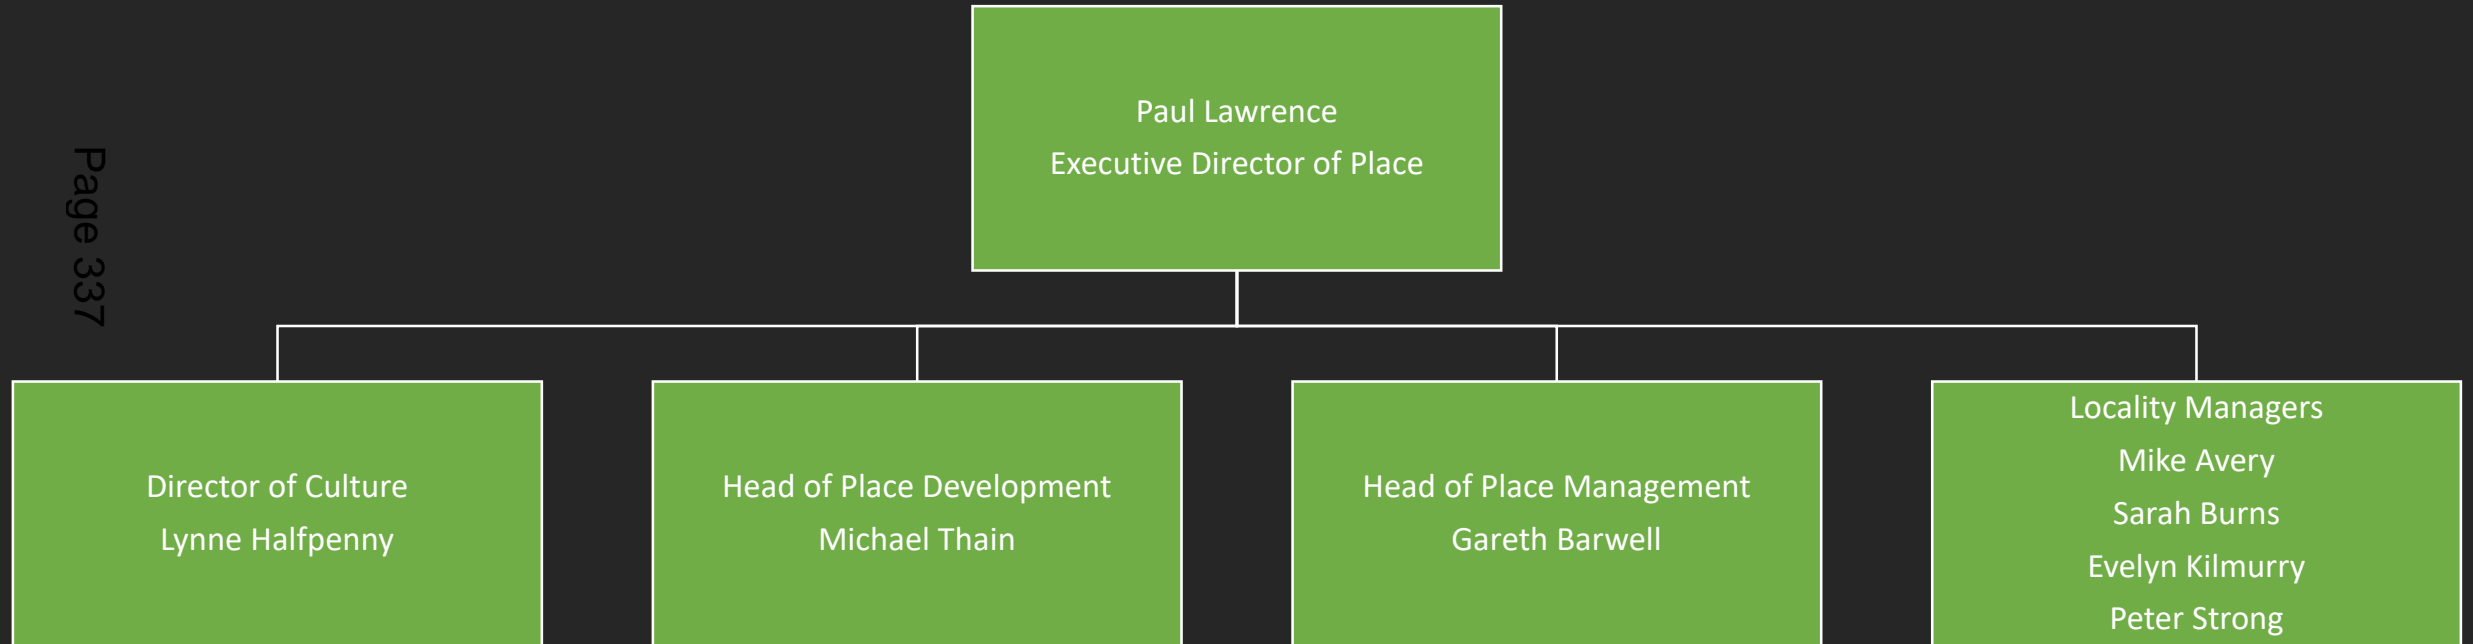 Paul Lawrence
Executive Director of Place
Page 337
Director of Culture
Lynne Halfpenny
Head of Place Development
Michael Thain
Head of Place Management
Gareth Barwell
Locality Managers
Mike Avery
Sarah Burns
Evelyn Kilmurry
Peter Strong